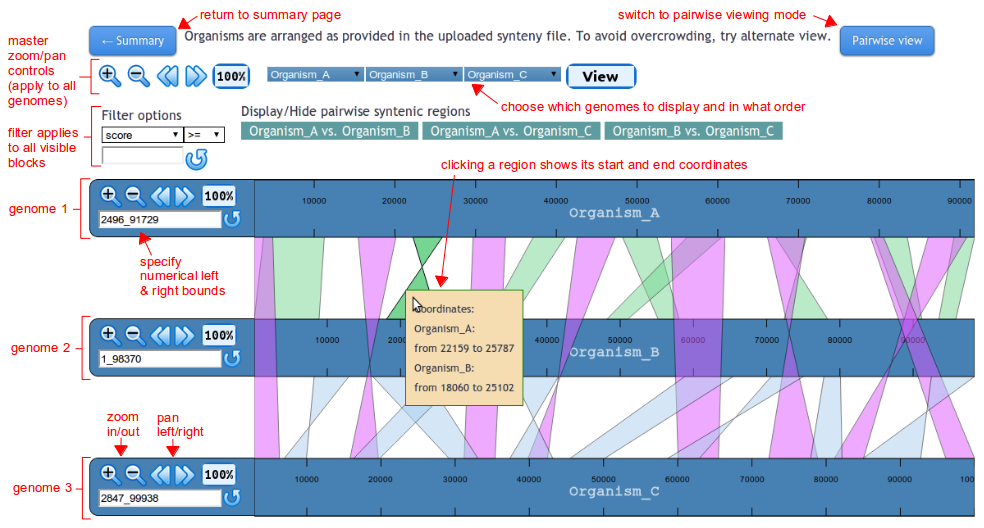 return to summary page
switch to pairwise viewing mode
← Summary
Organisms are arranged as provided in the uploaded synteny file. To avoid overcrowding, try alternate view.
Pairwise view
master
zoom/pan
controls
(apply to all
genomes)
100%
Organism_A
Organism_B
Organism_C
View
choose which genomes to display and in what order
Filter options
score
>=
filter applies
to all visible
blocks
Display/Hide pairwise syntenic regions
Organism_A vs. Organism_B
Organism_A vs. Organism_C
Organism_B vs. Organism_C
clicking a region shows its start and end coordinates
genome 1
100%
2496_91729
10000 20000 30000 40000 50000 60000 70000 80000 90000
Organism_A
specify
numerical left
& right bounds
oordinates:
Organism_A:
from 22159 to 25787
Organism_B:
from 18060 to 25102
genome 2
100%
1_98370
10000 200 40000 50000 60000 70000 80000 90000
Organism_B
zoom
in/out
pan
left/right
genome 3
100%
2847_99938
10000 20000 30000 40000 50000 60000 70000 80000 90000 100
Organism_C